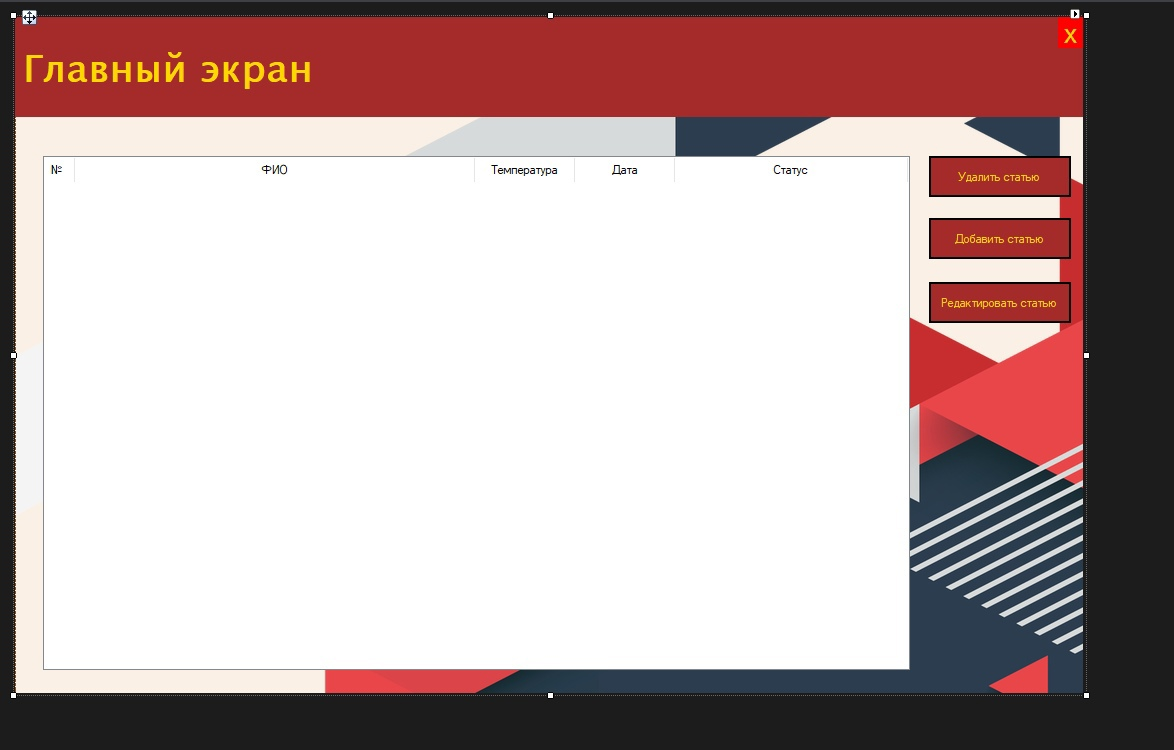 X
Главный экран
№ ФИО Температура Дата Статус
Удалить статью
Добавить статью
Редактировать статью